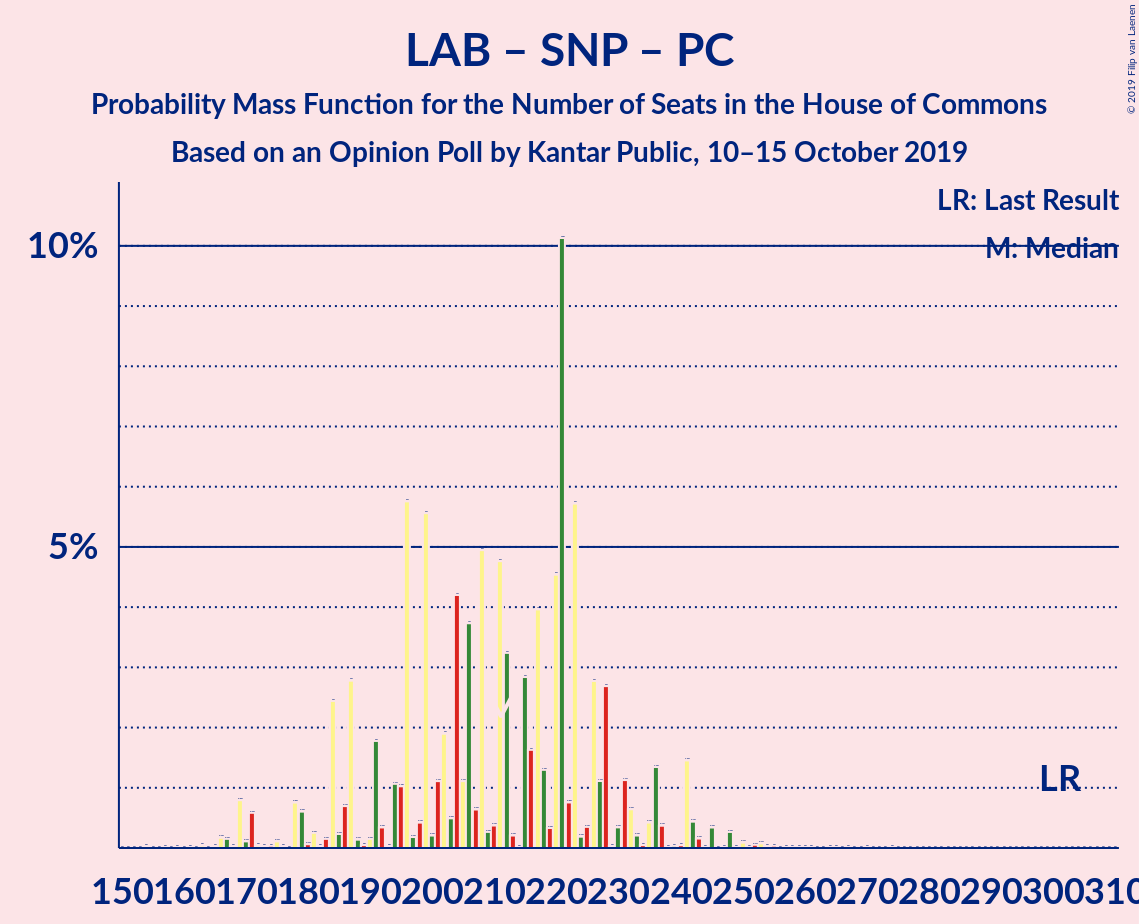 LAB – SNP – PC
Probability Mass Function for the Number of Seats in the House of Commons
Based on an Opinion Poll by Kantar Public, 10–15 October 2019
© 2019 Filip van Laenen
LR: Last Result
M: Median
10%
5%
LR
150 160 170 180 190 200 210 220 230 240 250 260 270 280 290 300 310